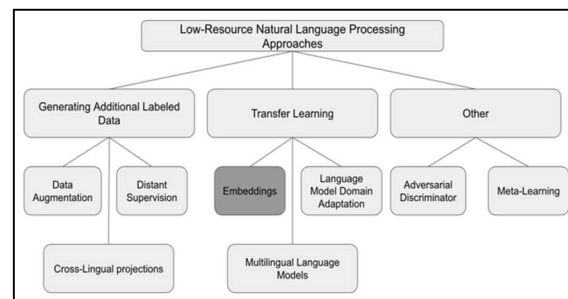 Low-Resource Natural Language Processing
Approaches
Generating Additional Labeled
Data
Transfer Learning
Other
Data
Augmentation
Distant
Supervision
Embeddings
Language
Model Domain
Adaptation
Adversarial
Discriminator
Meta-Learning
Cross-Lingual projections
Multilingual Language
Models